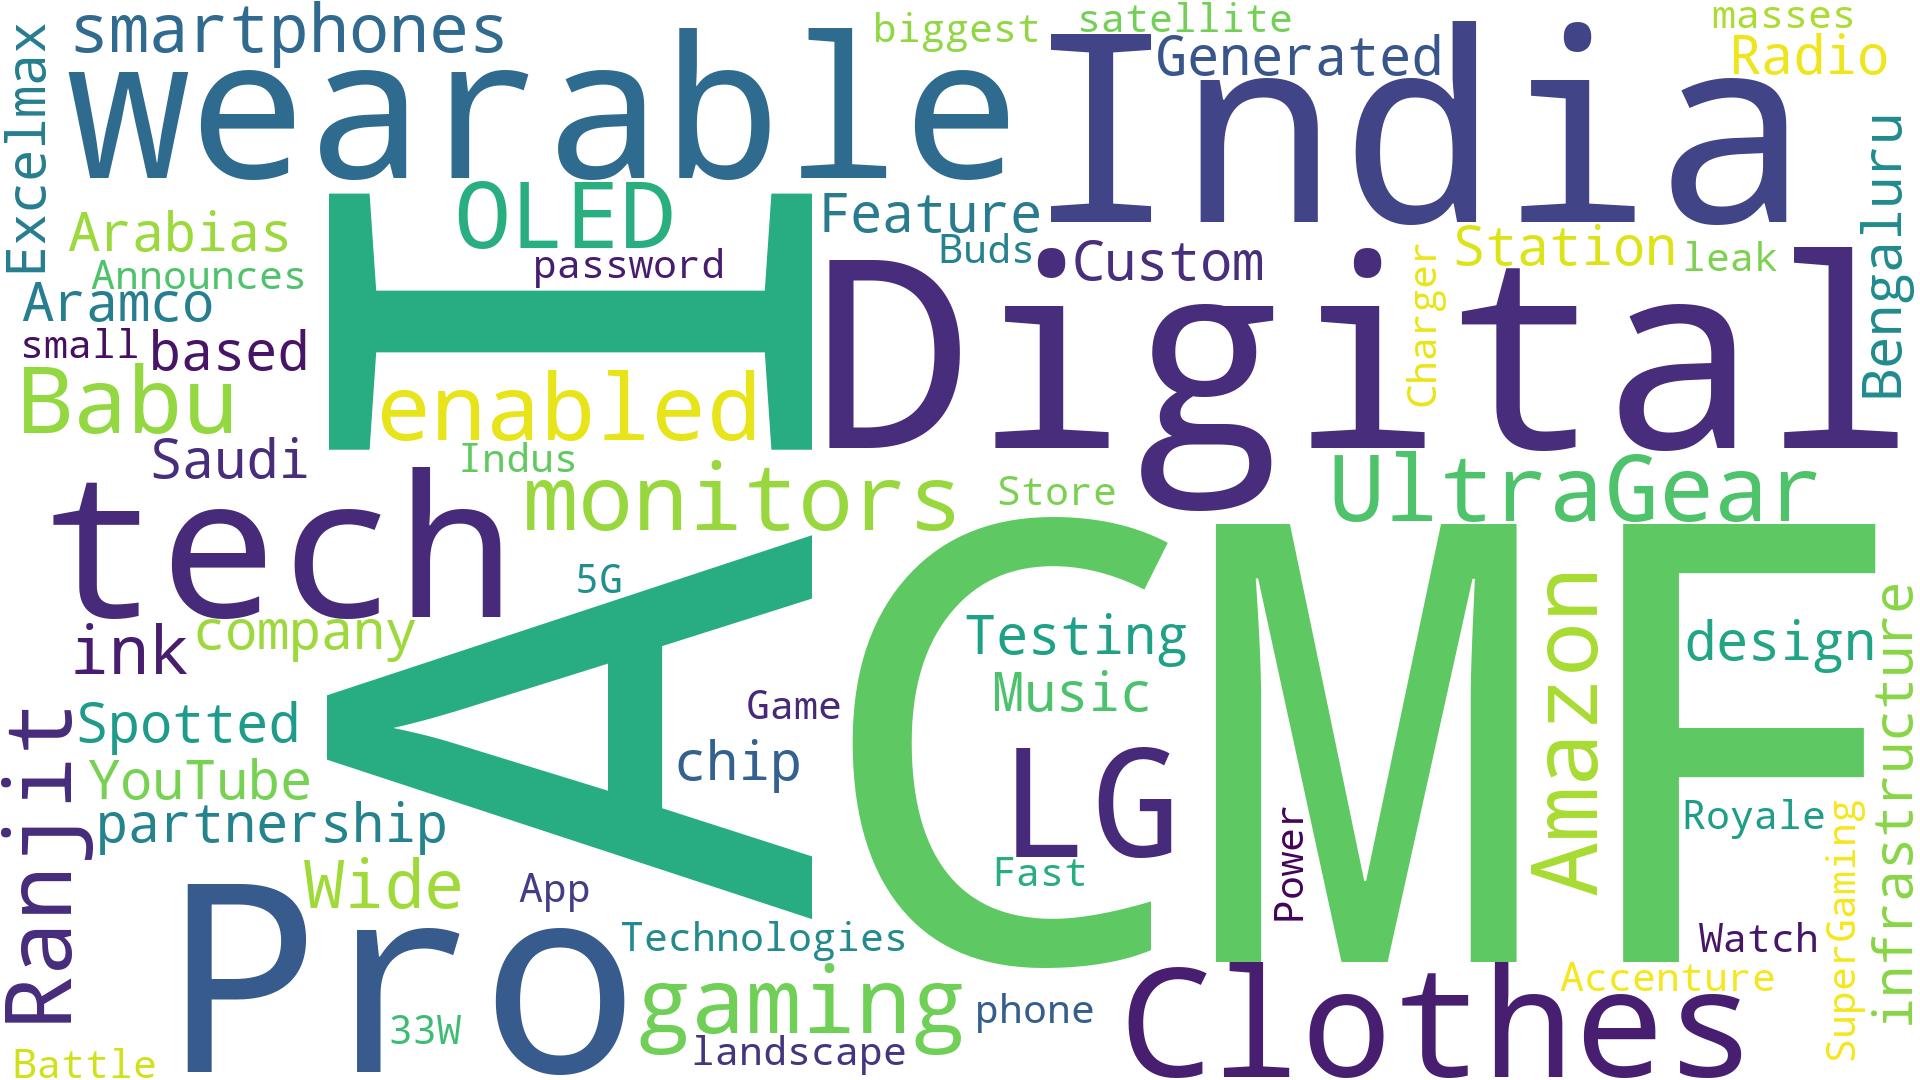 smartphones
biggest
satellite
masses
Generated
Radio
wearable
India
Excelmax
OLED
Feature
Arabias
Buds
Custom
Station
leak
Bengaluru
password
Announces
Aramco
Digital
Charger
small
based
Babu
enabled
AI
Saudi
Indus
monitors
Store
UltraGear
tech
5G
CMF
ink
company
Testing
Amazon
design
infrastructure
Music
Game
Spotted
chip
YouTube
LG
Ranjit
partnership
Power
Royale
Fast
Wide
App
Technologies
Watch
SuperGaming
Pro
Accenture
gaming
phone
Clothes
33W
landscape
Battle